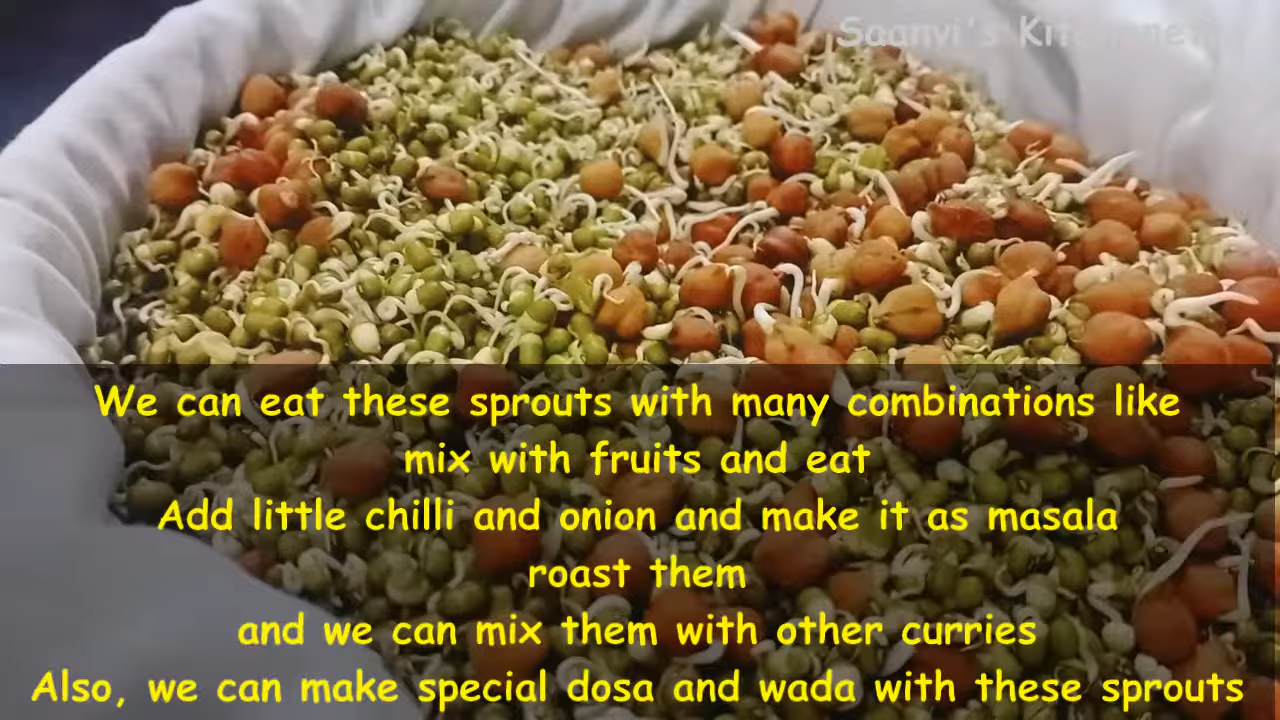 Saanvi's Kitchenette
We can eat these sprouts with many combinations like
mix with fruits and eat
Add little chilli and onion and make it as masala
roast them
and we can mix them with other curries
Also, we can make special dosa and wada with these sprouts